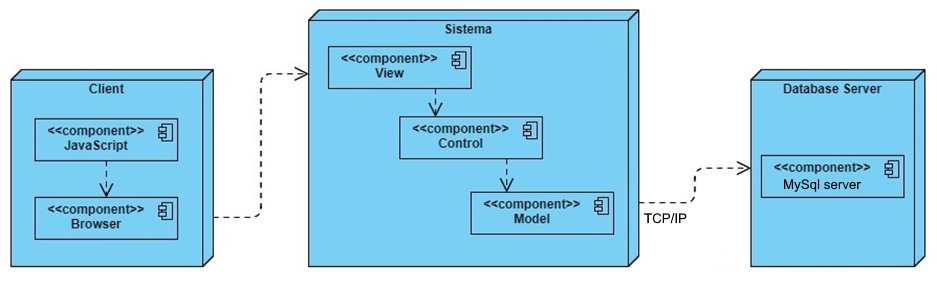 Client
<<component>>
JavaScript
<<component>>
Browser
Sistema
<<component>>
View
<<component>>
Control
<<component>>
Model
TCP/IP
Database Server
<<component>>
MySql server